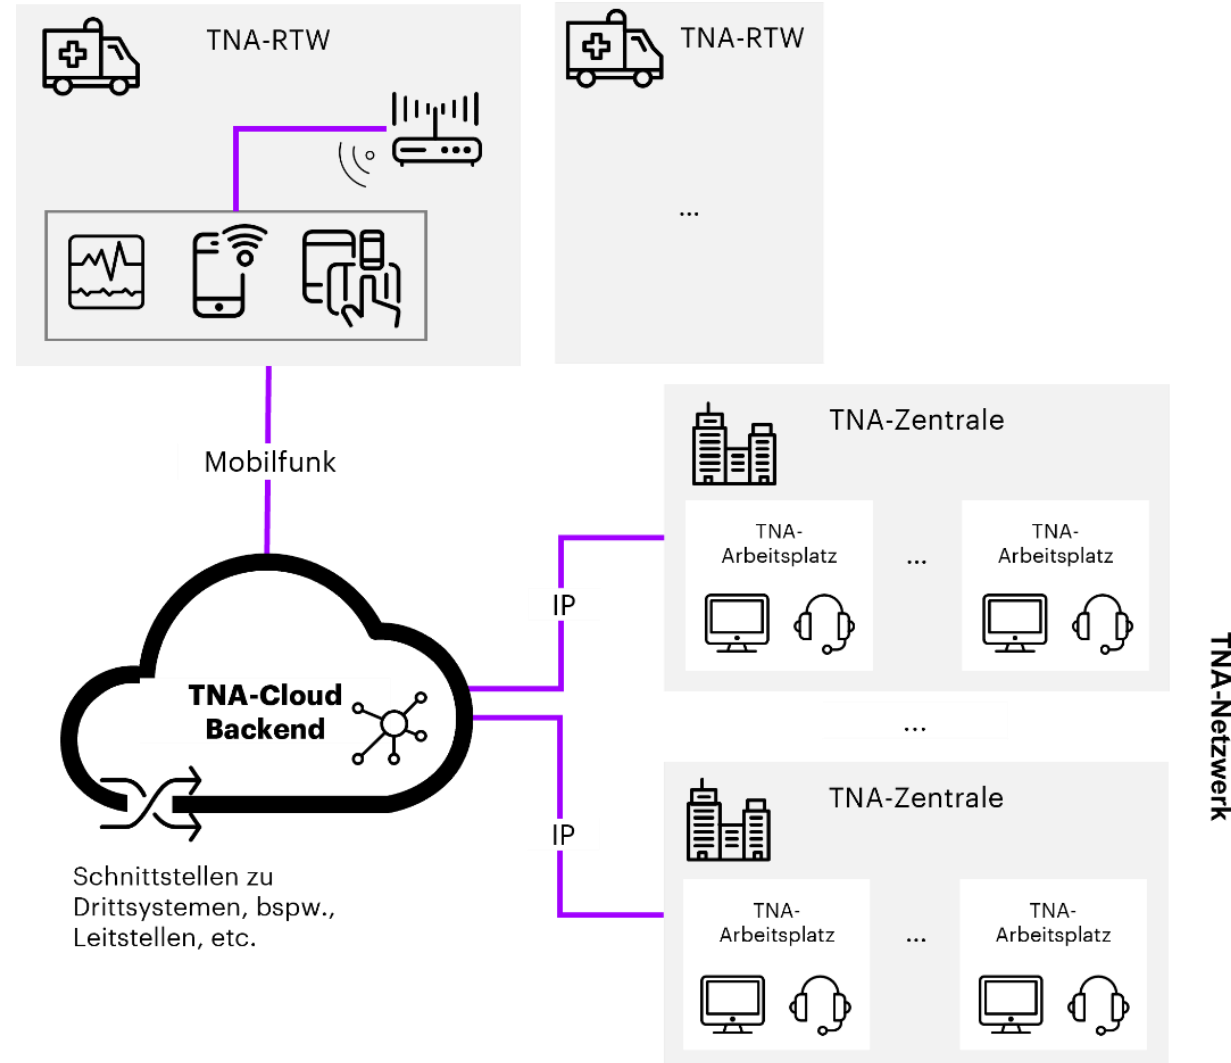 TNA-RTW
TNA-RTW
...
Mobilfunk
TNA-Zentrale
TNA-
Arbeitsplatz
...
TNA-
Arbeitsplatz
IP
TNA-Cloud
Backend
...
IP
TNA-Zentrale
TNA-
Arbeitsplatz
...
TNA-
Arbeitsplatz
Schnittstellen zu
Drittsystemen, bspw.,
Leitstellen, etc.
TNA-Netzwerk